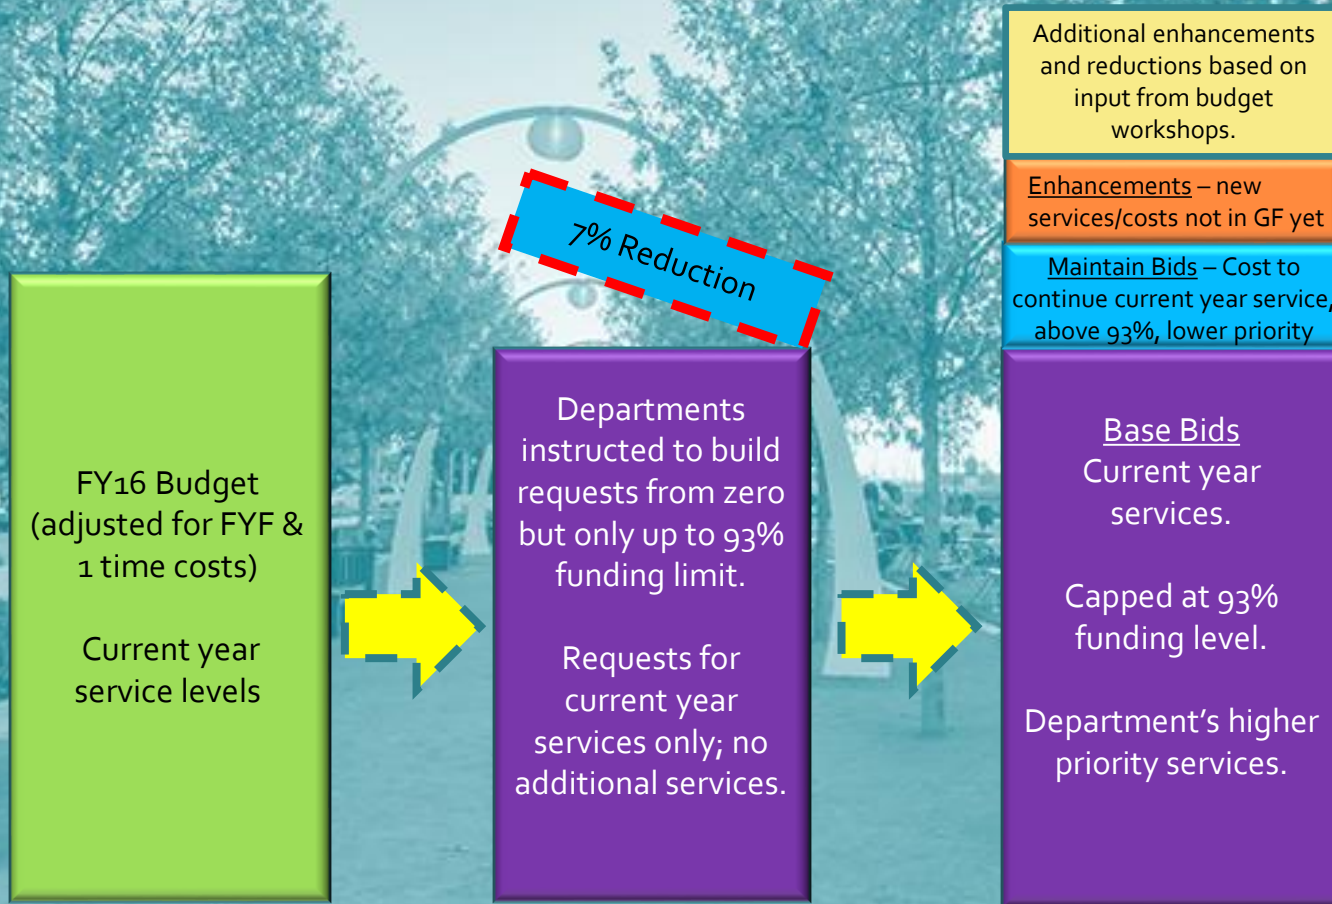 FY16 Budget
(adjusted for FYF &
1 time costs)
Current year
service levels
7% Reduction
Departments
instructed to build
requests from zero
but only up to 93%
funding limit.
Requests for
current year
services only; no
additional services.
Additional enhancements
and reductions based on
input from budget
workshops.
Enhancements – new
services/costs not in GF yet
Maintain Bids – Cost to
continue current year service,
above 93%, lower priority
Base Bids
Current year
services.
Capped at 93%
funding level.
Department's higher
priority services.